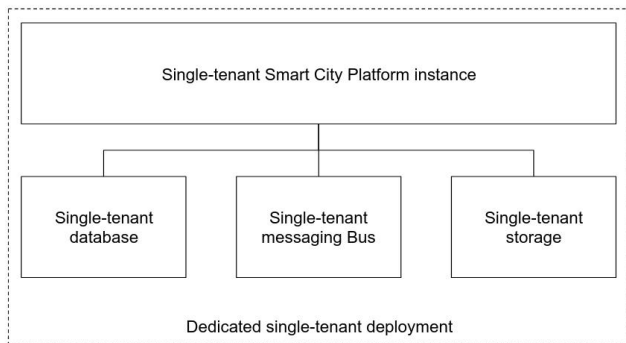 Single-tenant Smart City Platform instance
Single-tenant
database
Single-tenant
messaging Bus
Single-tenant
storage
Dedicated single-tenant deployment